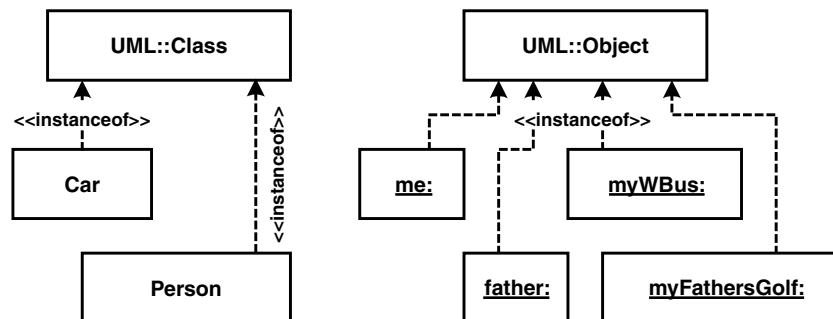 UML::Class
UML::Object
<<instanceof>>
<<instanceof>>
<<instanceof>>
Car
me:
myWBus:
Person
father:
myFathersGolf: